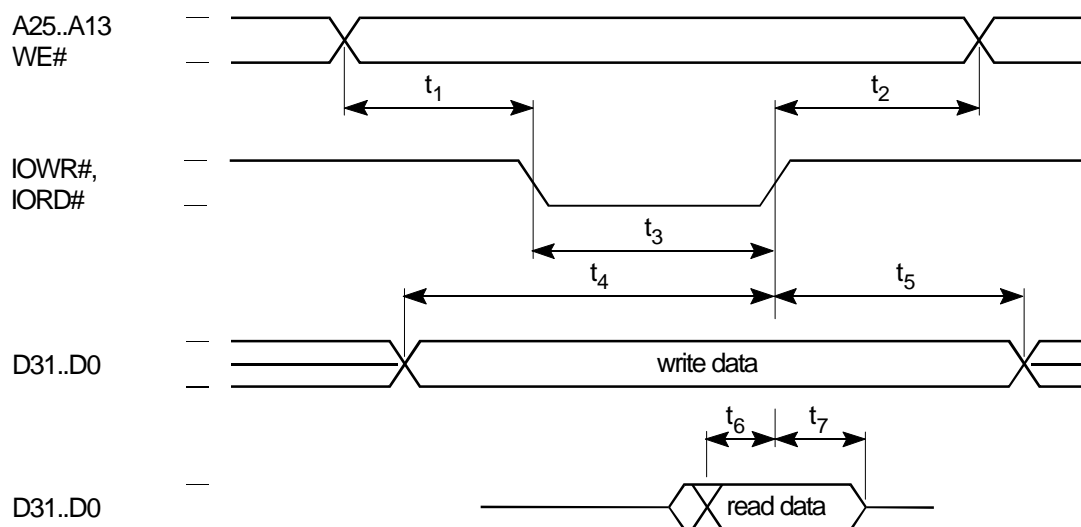 A25..A13
WE#
t1
t2
IOWR#,
IORD#
t3
t4
t5
D31..D0
write data
t6
t7
D31..D0
read data